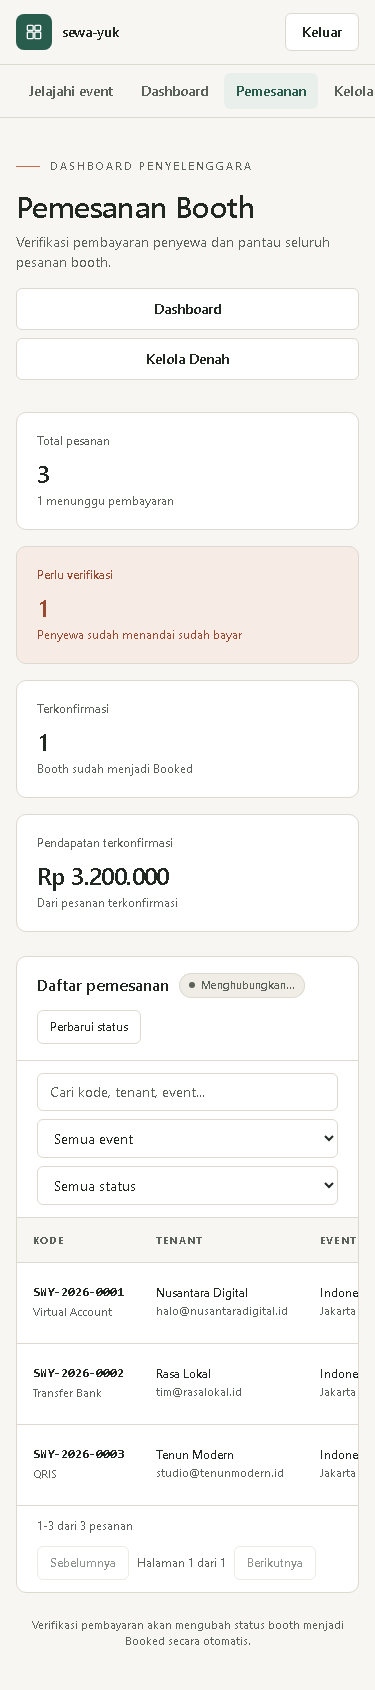 sewa-yuk
Keluar
Jelajahi event Dashboard Pemesanan Kelola
DASHBOARD PENYELENGGARA
Pemesanan Booth
Verifikasi pembayaran penyewa dan pantau seluruh
pesanan booth.
Dashboard
Kelola Denah
Total pesanan
3
1 menunggu pembayaran
Perlu verifikasi
1
Penyewa sudah menandai sudah bayar
Terkonfirmasi
1
Booth sudah menjadi Booked
Pendapatan terkonfirmasi
Rp 3.200.000
Dari pesanan terkonfirmasi
Daftar pemesanan Menghubungkan...
Perbarui status
Cari kode, tenant, event...
Semua event
Semua status
KODE TENANT EVENT
SWY-2026-0001 Nusantara Digital Indone
Virtual Account halo@nusantaradigital.id Jakarta
SWY-2026-0002 Rasa Lokal Indone
Transfer Bank tim@rasalokal.id Jakarta
SWY-2026-0003 Tenun Modern Indone
QRIS studio@tenunmodern.id Jakarta
1-3 dari 3 pesanan
Sebelumnya Halaman 1 dari 1 Berikutnya
Verifikasi pembayaran akan mengubah status booth menjadi
Booked secara otomatis.